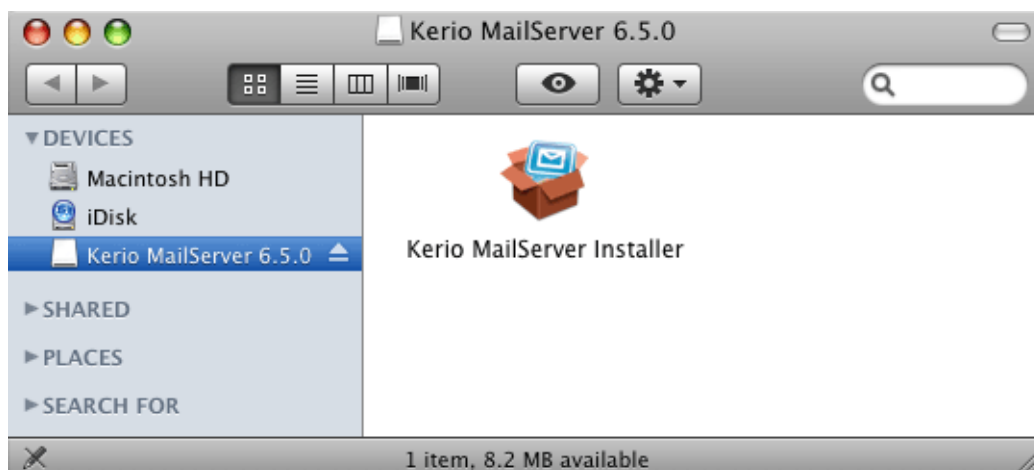 Kerio MailServer 6.5.0
DEVICES
Macintosh HD
iDisk
Kerio MailServer 6.5.0
SHARED
PLACES
SEARCH FOR
Kerio MailServer Installer
1 item, 8.2 MB available